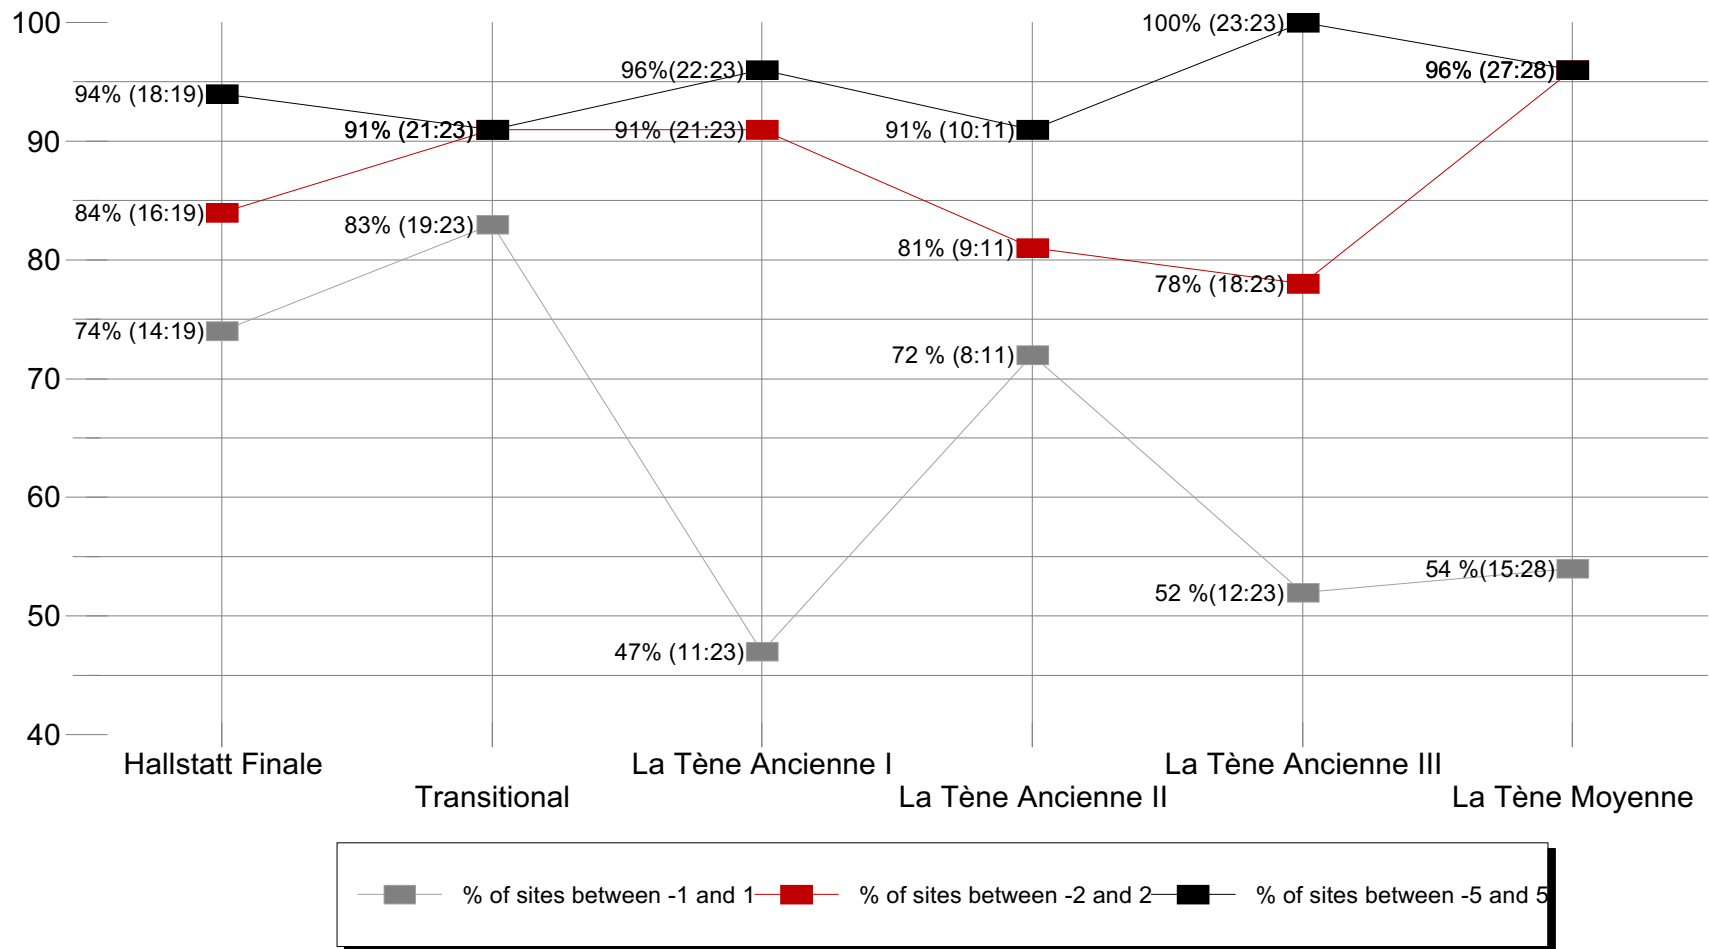 100
100% (23:23)
96%(22:23)
96% (27:28)
94% (18:19)
91% (21:23)
91% (21:23)
91% (10:11)
90
84% (16:19)
83% (19:23)
81% (9:11)
80
78% (18:23)
74% (14:19)
72 % (8:11)
70
60
54 %(15:28)
52 %(12:23)
50
47% (11:23)
40
Hallstatt Finale
La Tène Ancienne I
La Tène Ancienne III
Transitional
La Tène Ancienne II
La Tène Moyenne
% of sites between -1 and 1
% of sites between -2 and 2
% of sites between -5 and 5